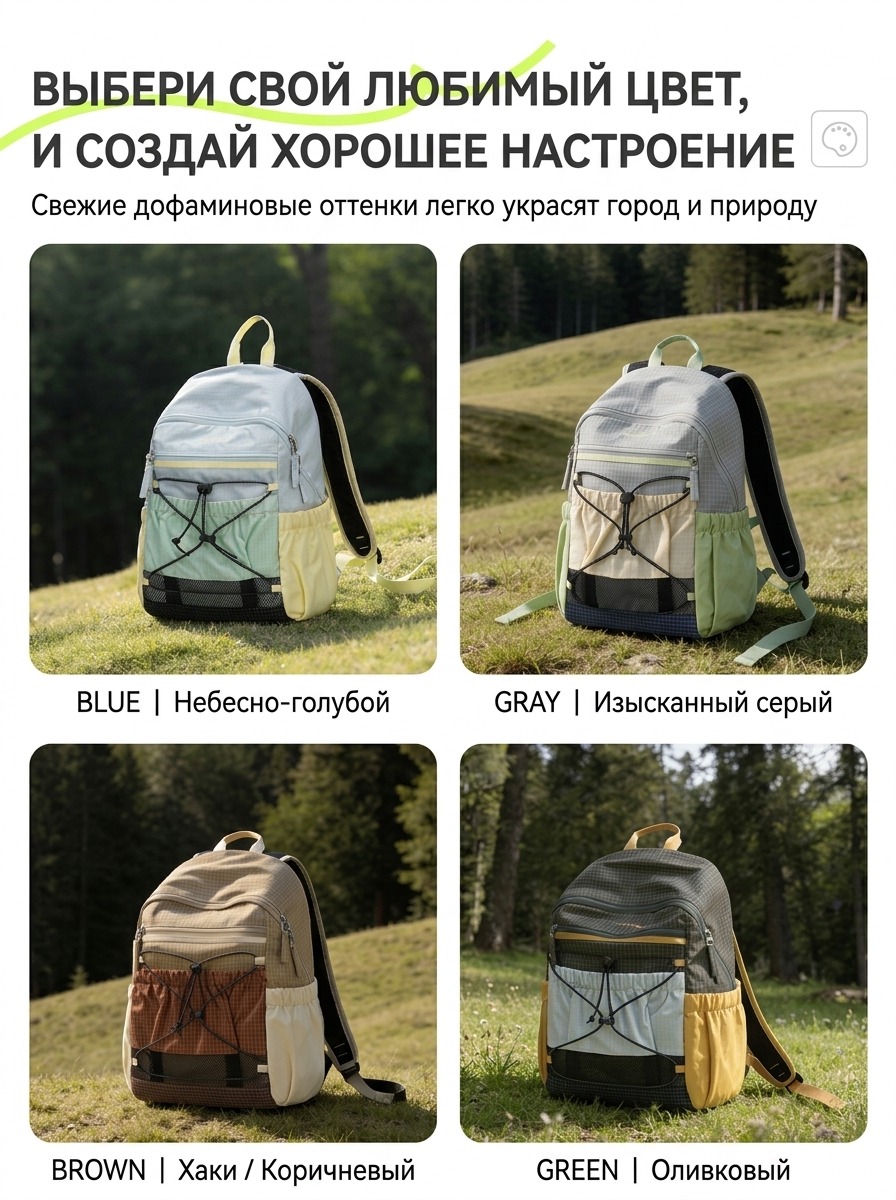 ВЫБЕРИ СВОЙ ЛЮБИМЫЙ ЦВЕТ,
И СОЗДАЙ ХОРОШЕЕ НАСТРОЕНИЕ
Свежие дофаминовые оттенки легко украсят город и природу
BLUE | Небесно-голубой
GRAY | Изысканный серый
BROWN | Хаки / Коричневый
GREEN | Оливковый